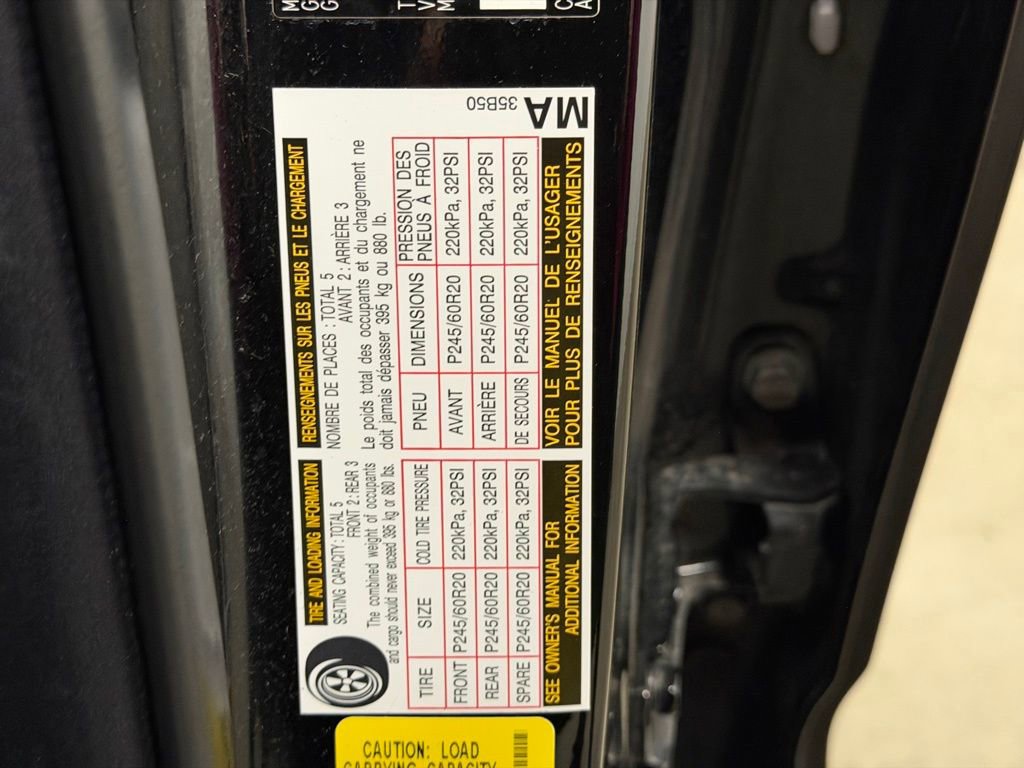 TIRE AND LOADING INFORMATION
SEATING CAPACITY : TOTAL 5
FRONT 2 : REAR 3
The combined weight of occupants
and cargo should never exceed 395 kg or 880 lbs.
TIRE SIZE COLD TIRE PRESSURE
FRONT P245/60R20 220kPa, 32PSI
REAR P245/60R20 220kPa, 32PSI
SPARE P245/60R20 220kPa, 32PSI
SEE OWNER'S MANUAL FOR
ADDITIONAL INFORMATION
RENSEIGNEMENTS SUR LES PNEUS ET LE CHARGEMENT
NOMBRE DE PLACES : TOTAL 5
AVANT 2 : ARRIÈRE 3
Le poids total des occupants et du chargement ne
doit jamais dépasser 395 kg ou 880 lb.
PNEU DIMENSIONS PRESSION DES
PNEUS À FROID
AVANT P245/60R20 220kPa, 32PSI
ARRIÈRE P245/60R20 220kPa, 32PSI
DE SECOURS P245/60R20 220kPa, 32PSI
VOIR LE MANUEL DE L'USAGER
POUR PLUS DE RENSEIGNEMENTS
35B50
MA
CAUTION: LOAD
CARRYING CAPACITY